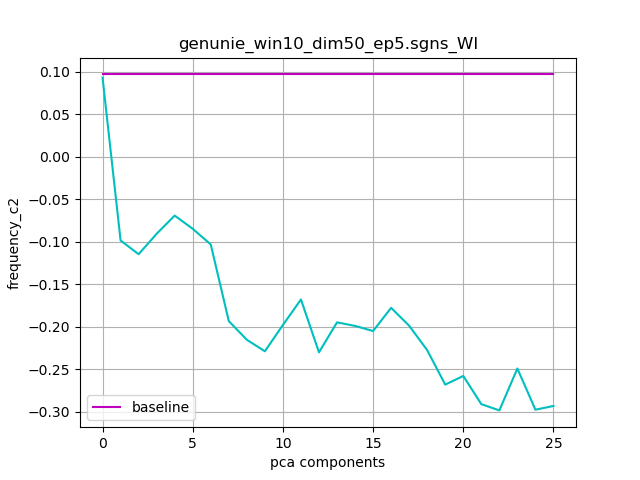 genunie_win10_dim50_ep5.sgns_WI
frequency_c2
0.10
0.05
0.00
−0.05
−0.10
−0.15
−0.20
−0.25
−0.30
baseline
0 5 10 15 20 25
pca components